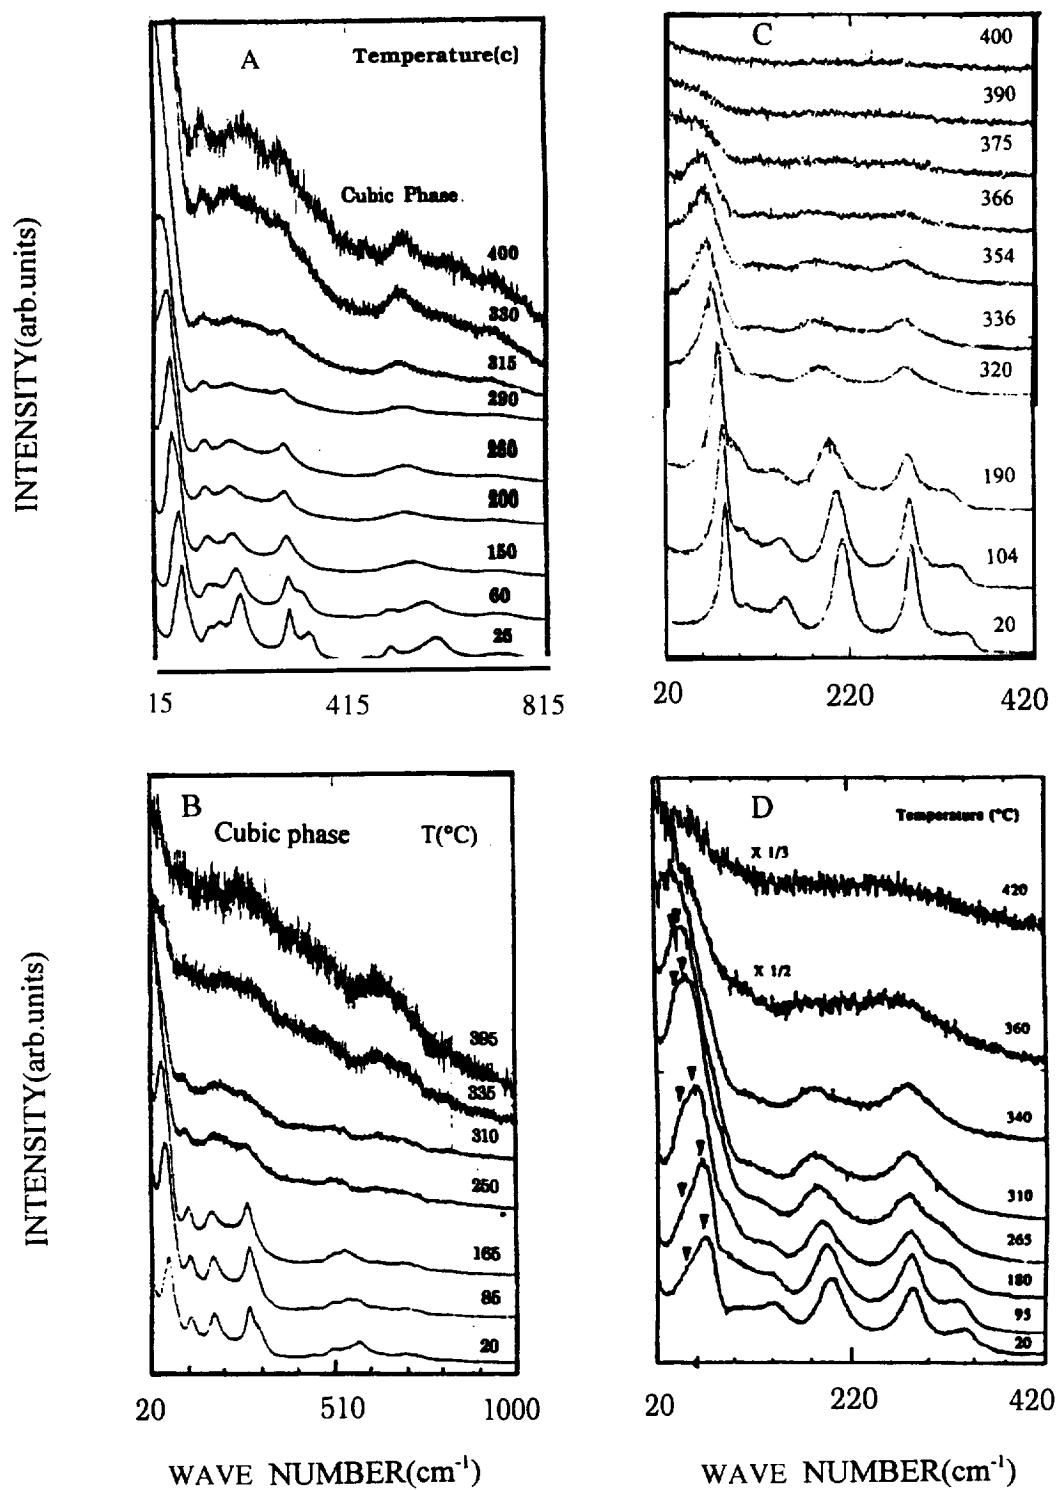 A
Temperature(c)
Cubic Phase.
400
330
315
290
250
200
150
60
25
15 415 815
INTENSITY(arb.units)
C
400
390
375
366
354
336
320
190
104
20
20 220 420
B
Cubic phase T(°C)
395
335
310
250
165
85
20
20 510 1000
INTENSITY(arb.units)
WAVE NUMBER(cm⁻¹)
D
Temperature (°C)
X 1/3
420
X 1/2
360
340
310
265
180
95
20
20 220 420
WAVE NUMBER(cm⁻¹)